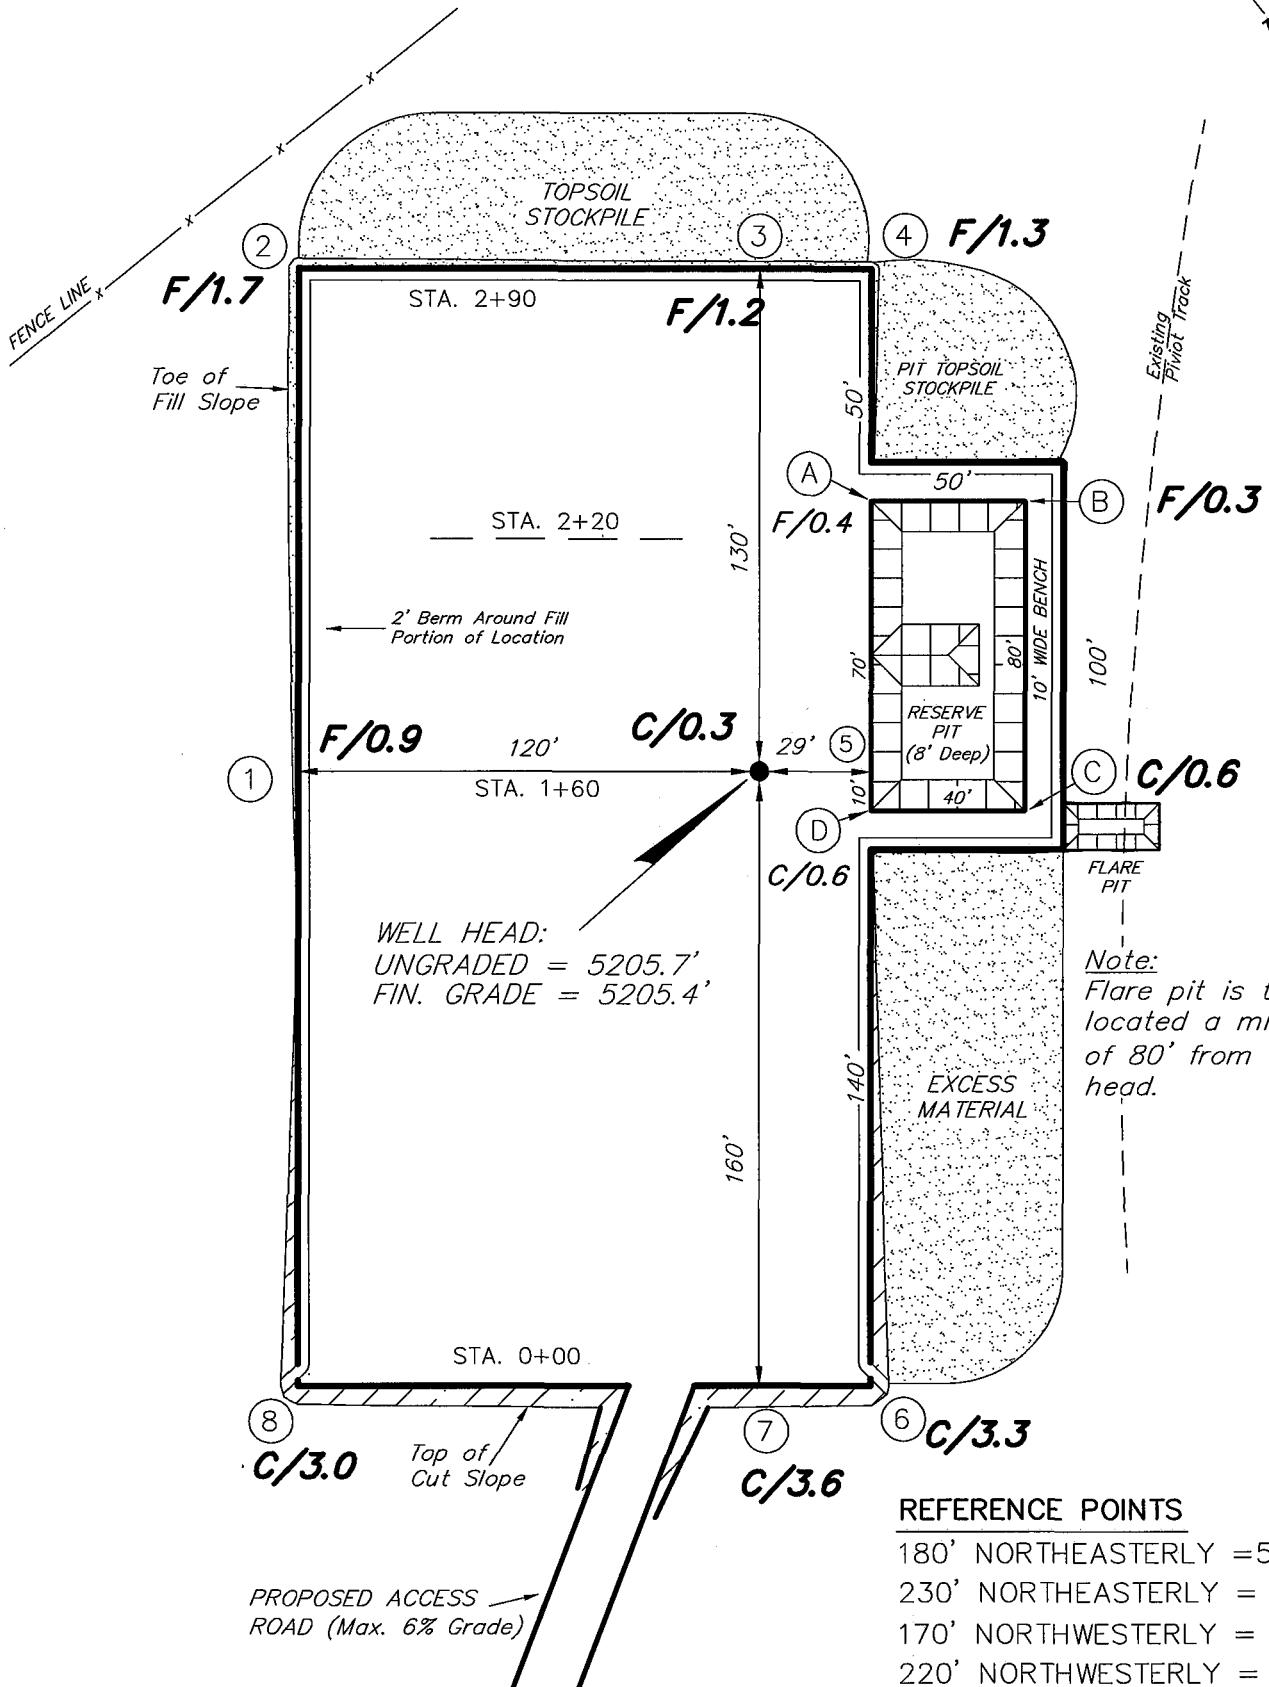 TOPSOIL
STOCKPILE
2
3
4
F/1.3
F/1.7
STA. 2+90
F/1.2
FENCE LINE
x
x
x
x
Existing
Piviot Track
Toe of
Fill Slope
50'
PIT TOPSOIL
STOCKPILE
A
50'
B
F/0.3
F/0.4
STA. 2+20
130'
2' Berm Around Fill
Portion of Location
70'
80'
10' WIDE BENCH
100'
RESERVE
PIT
(8' Deep)
F/0.9
C/0.3
1
120'
29'
5
STA. 1+60
10'
40'
C
C/0.6
D
C/0.6
FLARE
PIT
WELL HEAD:
UNGRADED = 5205.7'
FIN. GRADE = 5205.4'
Note:
Flare pit is
located a
of 80' from
head.
140'
EXCESS
MATERIAL
160'
STA. 0+00
8
C/3.0
Top of
Cut Slope
7
C/3.6
6
C/3.3
PROPOSED ACCESS
ROAD (Max. 6% Grade)
REFERENCE POINTS
180' NORTHEASTERLY =5
230' NORTHEASTERLY =
170' NORTHWESTERLY =
220' NORTHWESTERLY =